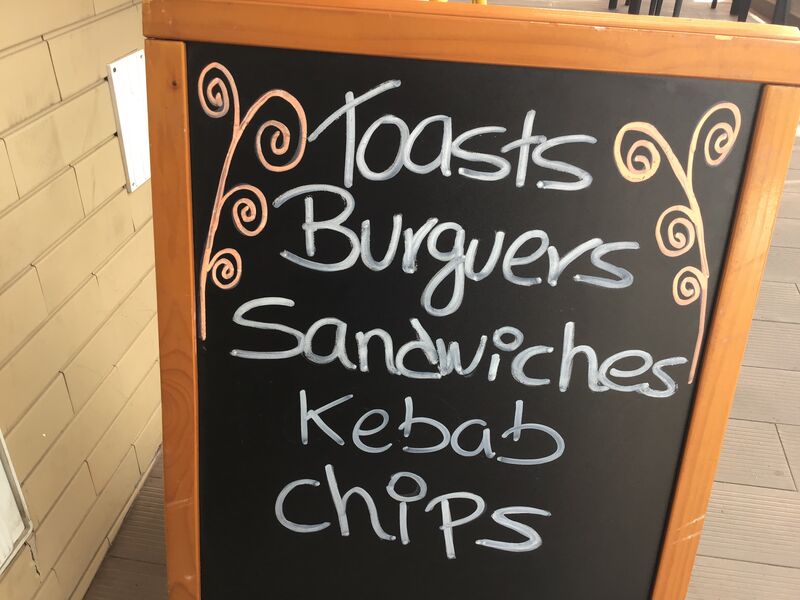 Toasts
Burguers
Sandwiches
Kebab
chips